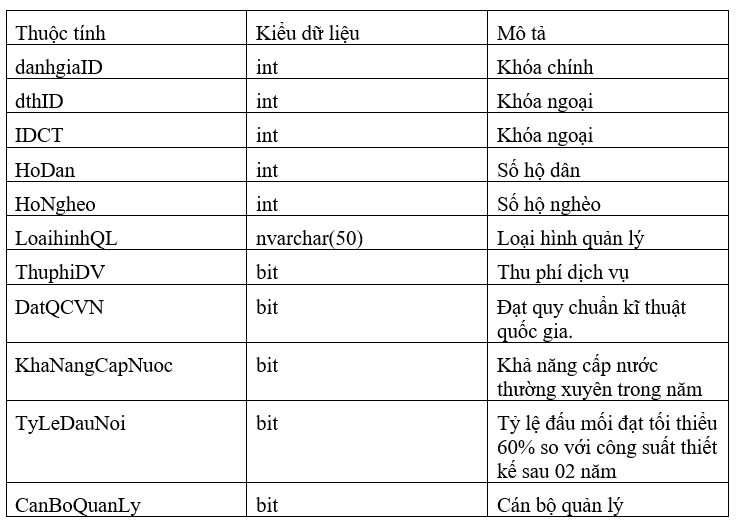 Thuộc tính Kiểu dữ liệu Mô tả
danhgiaID int Khóa chính
dthID int Khóa ngoại
IDCT int Khóa ngoại
HoDan int Số hộ dân
HoNgheo int Số hộ nghèo
LoaihinhQL nvarchar(50) Loại hình quản lý
ThuphiDV bit Thu phí dịch vụ
DatQCVN bit Đạt quy chuẩn kĩ thuật
quốc gia.
KhaNangCapNuoc bit Khả năng cấp nước
thường xuyên trong năm
TyLeDauNoi bit Tỷ lệ đấu mối đạt tối thiểu
60% so với công suất thiết
kế sau 02 năm
CanBoQuanLy bit Cán bộ quản lý